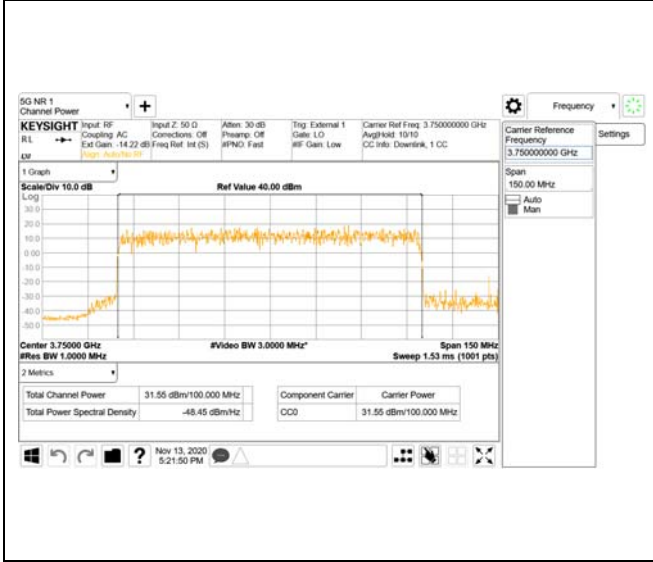 5G NR 1
Channel Power
Frequency
KEYSIGHT
RL
Input: RF
Coupling: AC
Ext Gain: -14.22 dB
Align: Auto/No RF
Input Z: 50 Ω
Corrections: Off
Freq Ref: Int (S)
Atten: 30 dB
Preamp: Off
#PNO: Fast
Trig: External 1
Gate: LO
#IF Gain: Low
Carrier Ref Freq: 3.750000000 GHz
Avg|Hold: 10/10
CC Info: Downlink, 1 CC
Carrier Reference
Frequency
3.750000000 GHz
Settings
Span
150.00 MHz
Auto
Man
1 Graph
Scale/Div 10.0 dB
Ref Value 40.00 dBm
Log
30.0
20.0
10.0
0.00
-10.0
-20.0
-30.0
-40.0
-50.0
Center 3.75000 GHz
#Video BW 3.0000 MHz*
Span 150 MHz
#Res BW 1.0000 MHz
Sweep 1.53 ms (1001 pts)
2 Metrics
Total Channel Power
31.55 dBm/100.000 MHz
Total Power Spectral Density
-48.45 dBm/Hz
Component Carrier
Carrier Power
CC0
31.55 dBm/100.000 MHz
Nov 13, 2020
5:21:50 PM